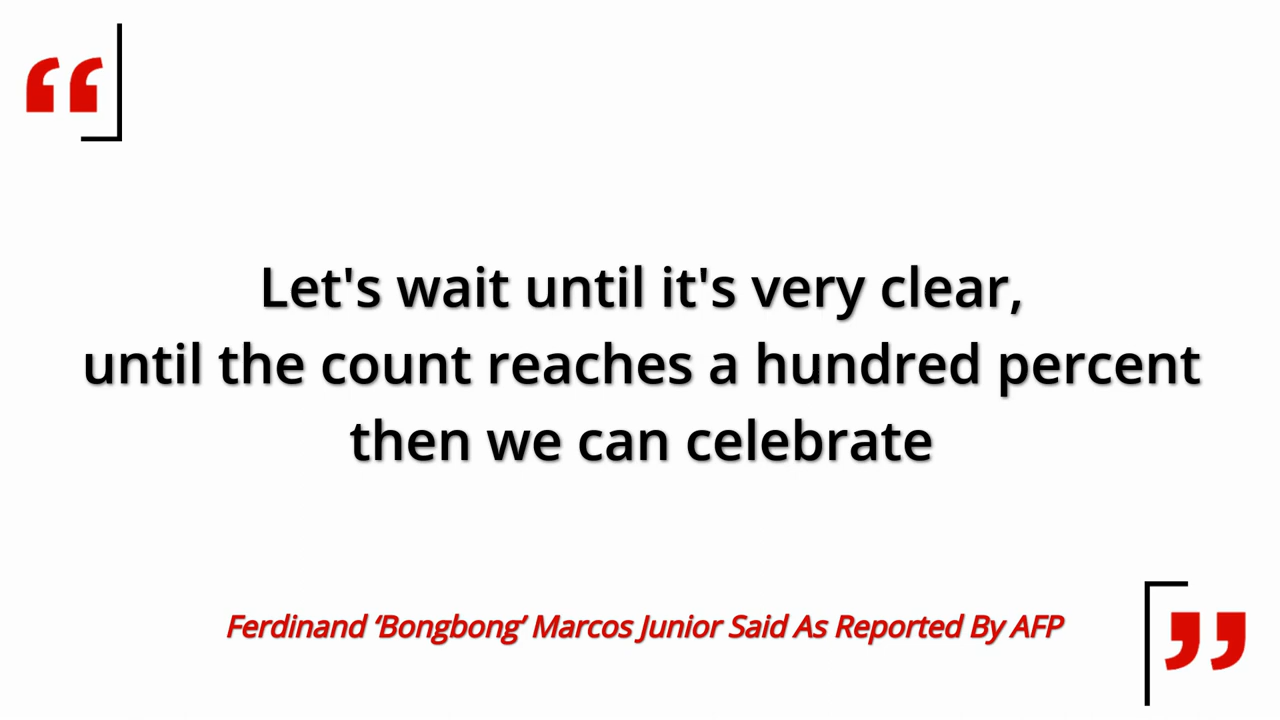 “
Let's wait until it's very clear,
until the count reaches a hundred percent
then we can celebrate
Ferdinand ‘Bongbong’ Marcos Junior Said As Reported By AFP
”